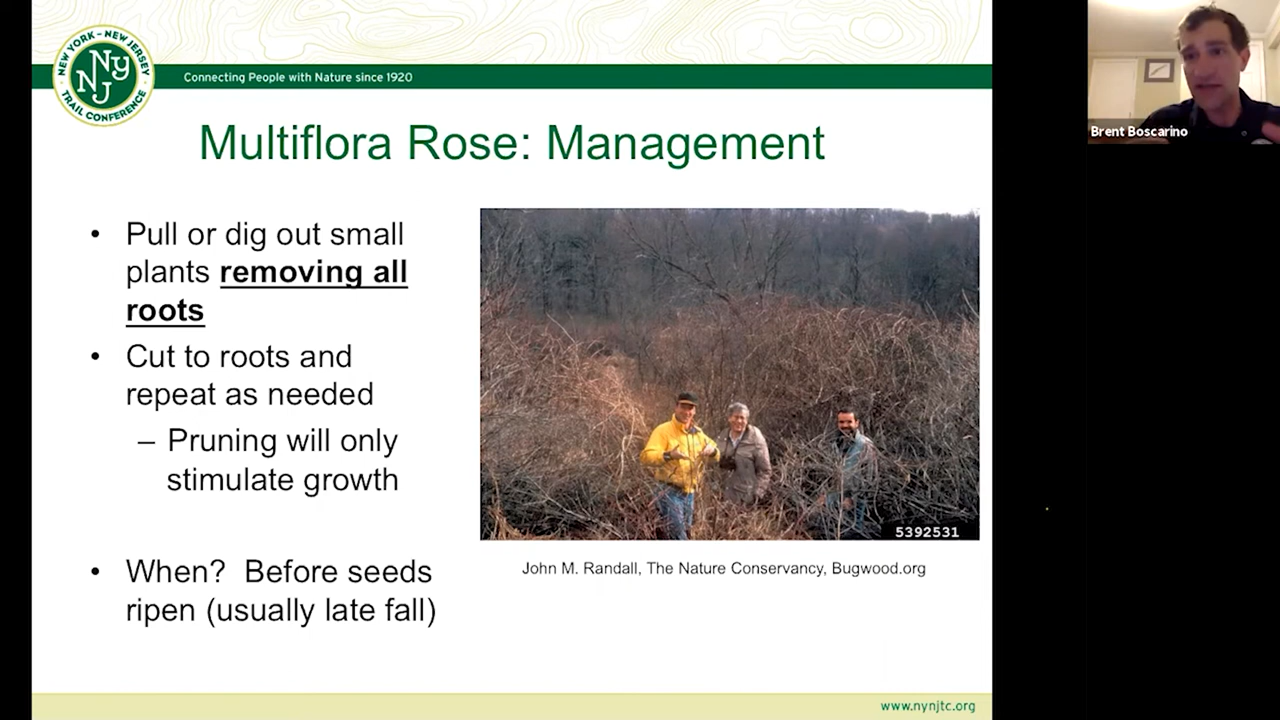 NEW YORK – NEW JERSEY
NY
NJ
TRAIL CONFERENCE
Connecting People with Nature since 1920
Brent Boscarino
Multiflora Rose: Management
• Pull or dig out small
plants removing all
roots
• Cut to roots and
repeat as needed
– Pruning will only
stimulate growth
• When? Before seeds
ripen (usually late fall)
5392531
John M. Randall, The Nature Conservancy, Bugwood.org
www.nynjtc.org